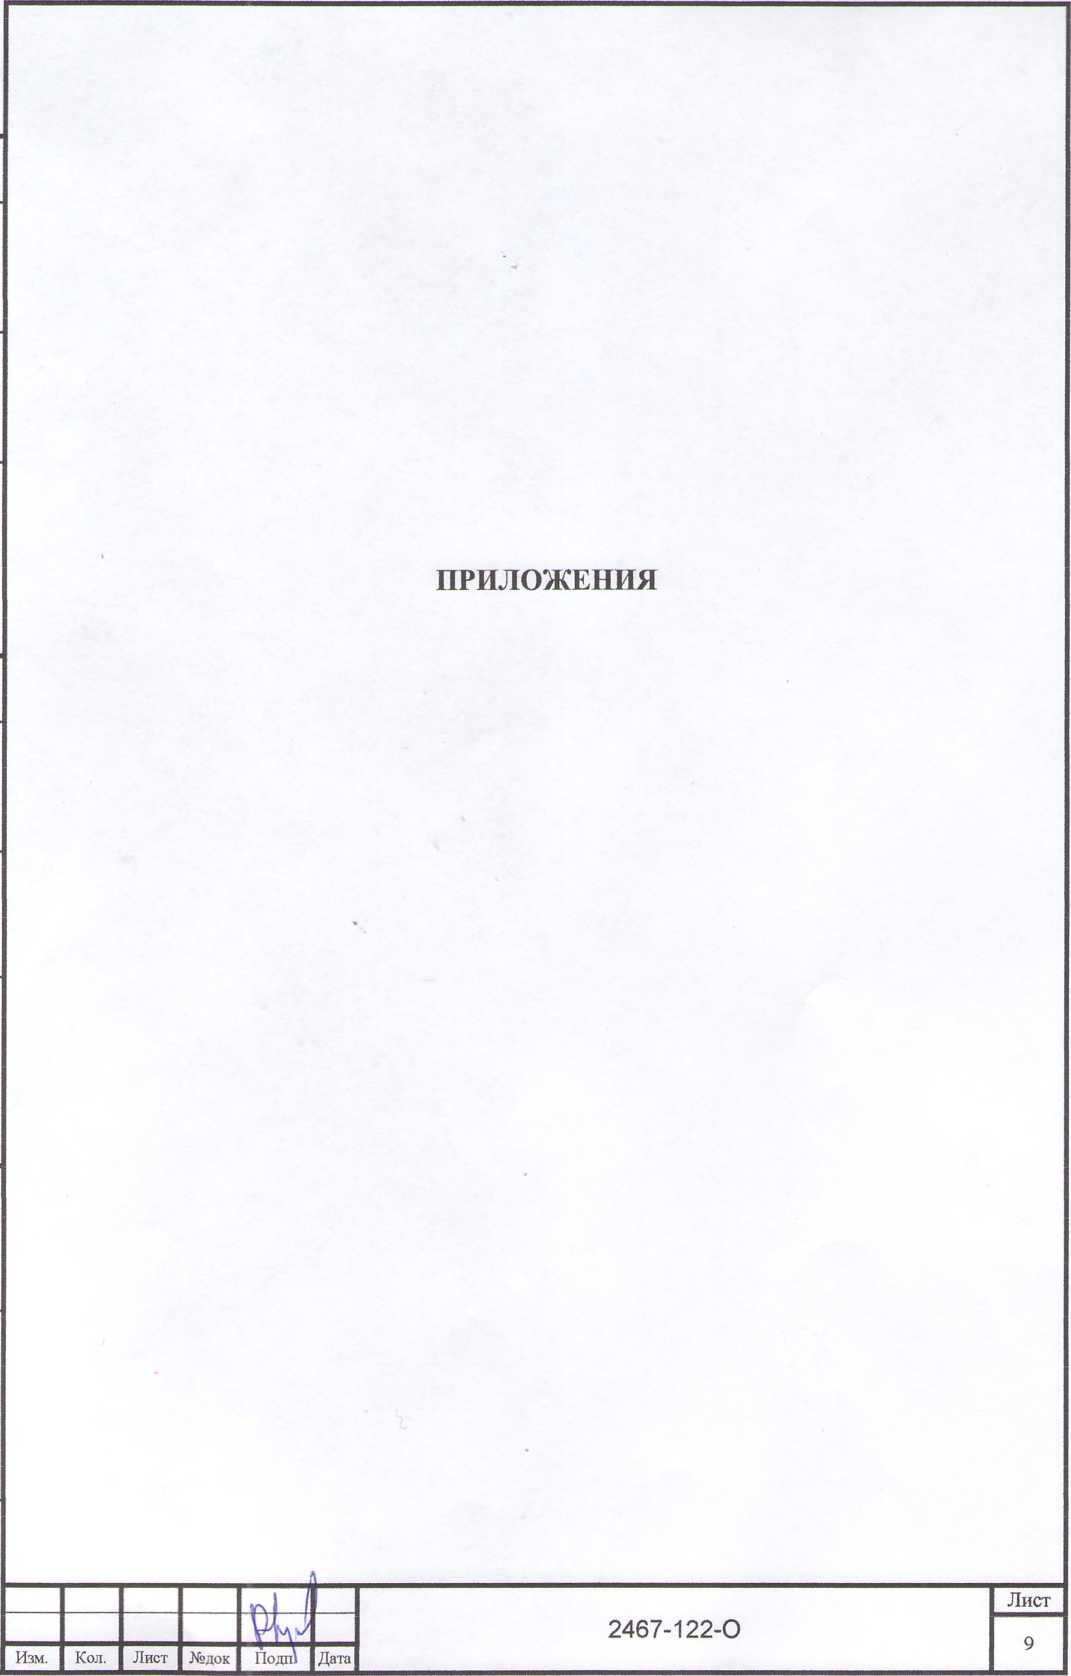 ПРИЛОЖЕНИЯ
2467-122-О
Лист
9
Изм. Кол. Лист №док Подп Дата